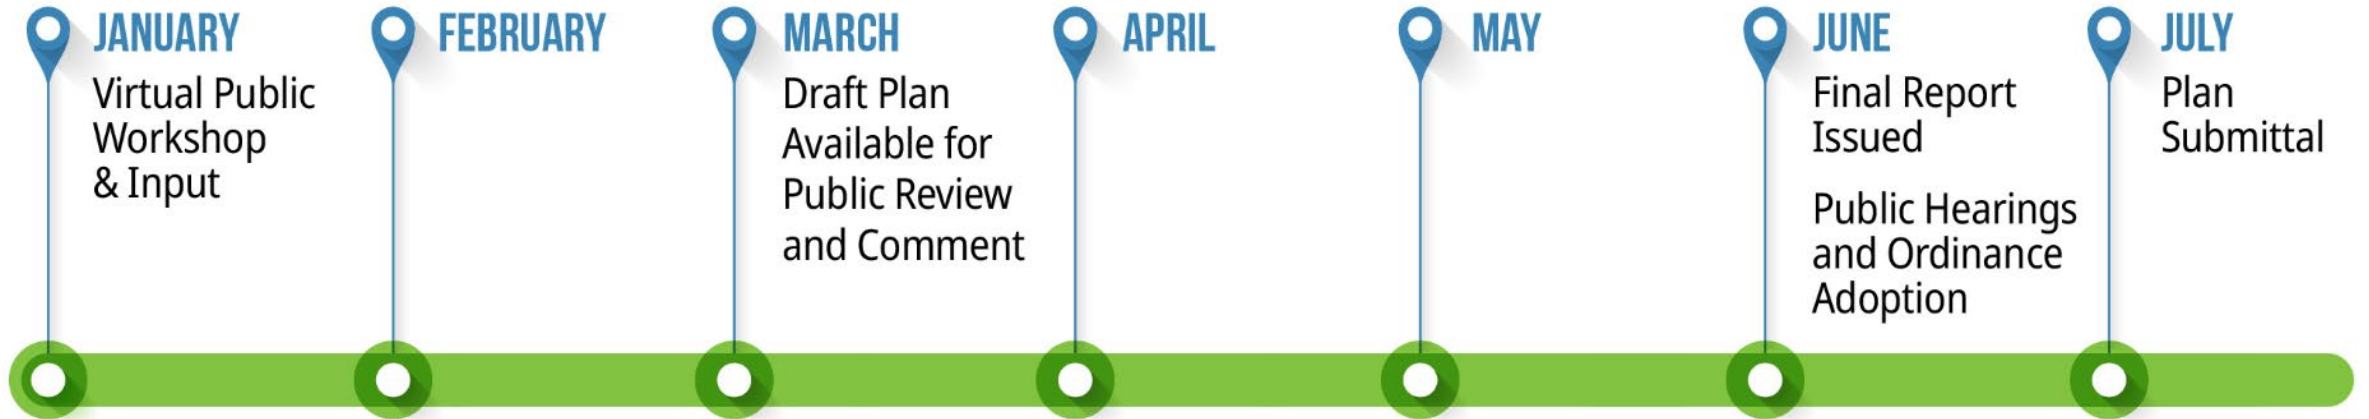 JANUARY
Virtual Public
Workshop
& Input
FEBRUARY
MARCH
Draft Plan
Available for
Public Review
and Comment
APRIL
MAY
JUNE
Final Report
Issued
Public Hearings
and Ordinance
Adoption
JULY
Plan
Submittal